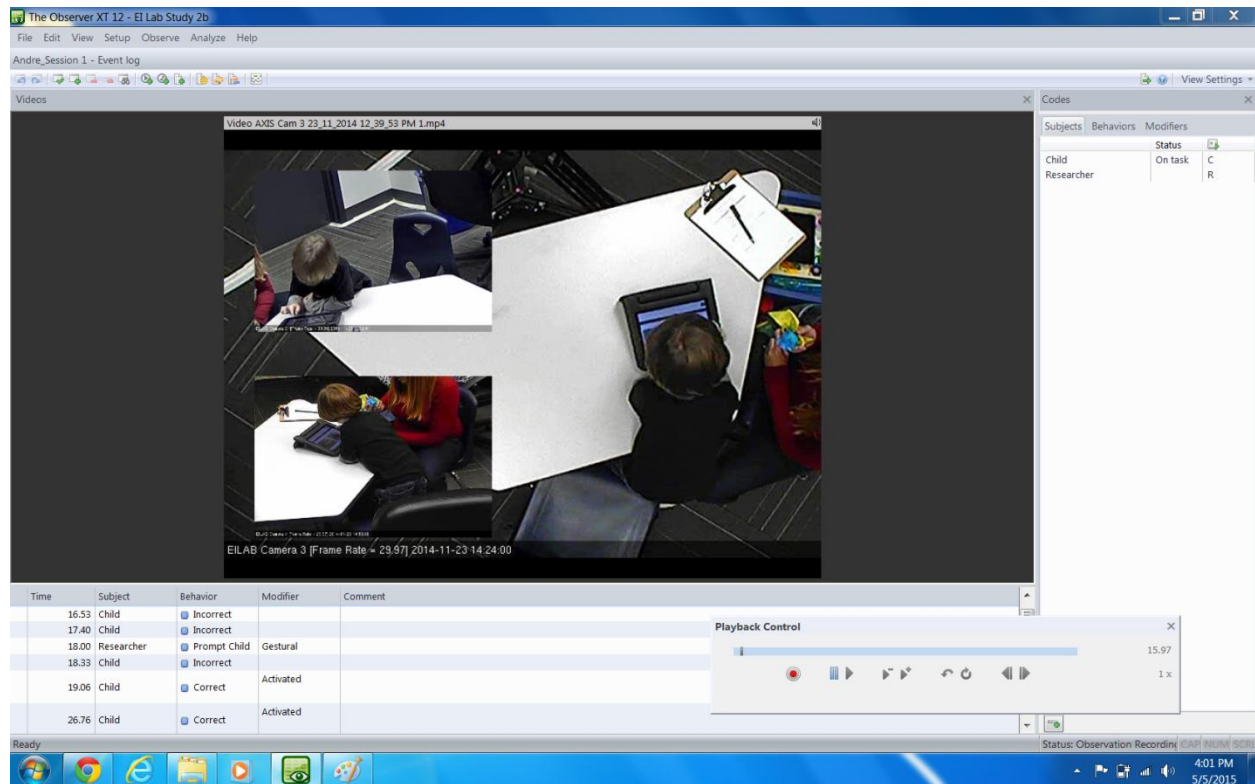 The Observer XT 12 - EI Lab Study 2b
File Edit View Setup Observe Analyze Help
Andre_Session 1 - Event log
View Settings
Videos
Codes
Video AXIS Cam 3 23_11_2014 12_39_53 PM 1.mp4
Subjects Behaviors Modifiers
Status
Child On task C
Researcher R
EILAB Camera 3 [Frame Rate = 29.97] 2014-11-23 14:24:00
Time Subject Behavior Modifier Comment
16.53 Child Incorrect
17.40 Child Incorrect
18.00 Researcher Prompt Child Gestural
18.33 Child Incorrect
19.06 Child Correct Activated
26.76 Child Correct Activated
Playback Control
15.97
1 x
Ready
Status: Observation Recording CAP NUM SCR
4:01 PM
5/5/2015